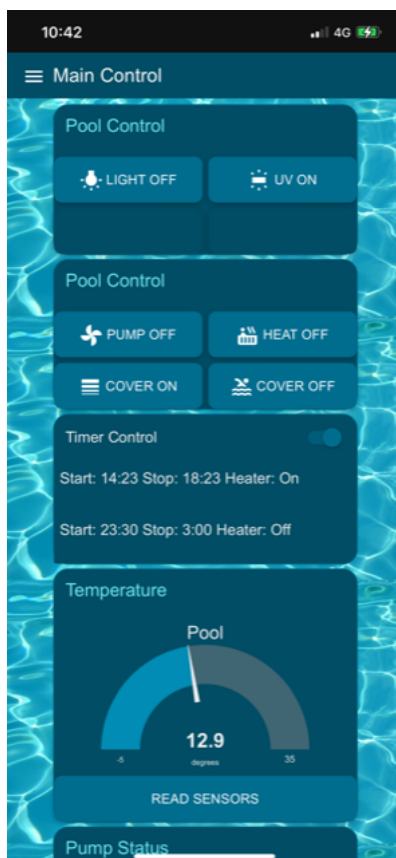 10:42 4G
Main Control
Pool Control
LIGHT OFF UV ON
Pool Control
PUMP OFF HEAT OFF
COVER ON COVER OFF
Timer Control
Start: 14:23 Stop: 18:23 Heater: On
Start: 23:30 Stop: 3:00 Heater: Off
Temperature
Pool
12.9
-5 degrees 35
READ SENSORS
Pump Status